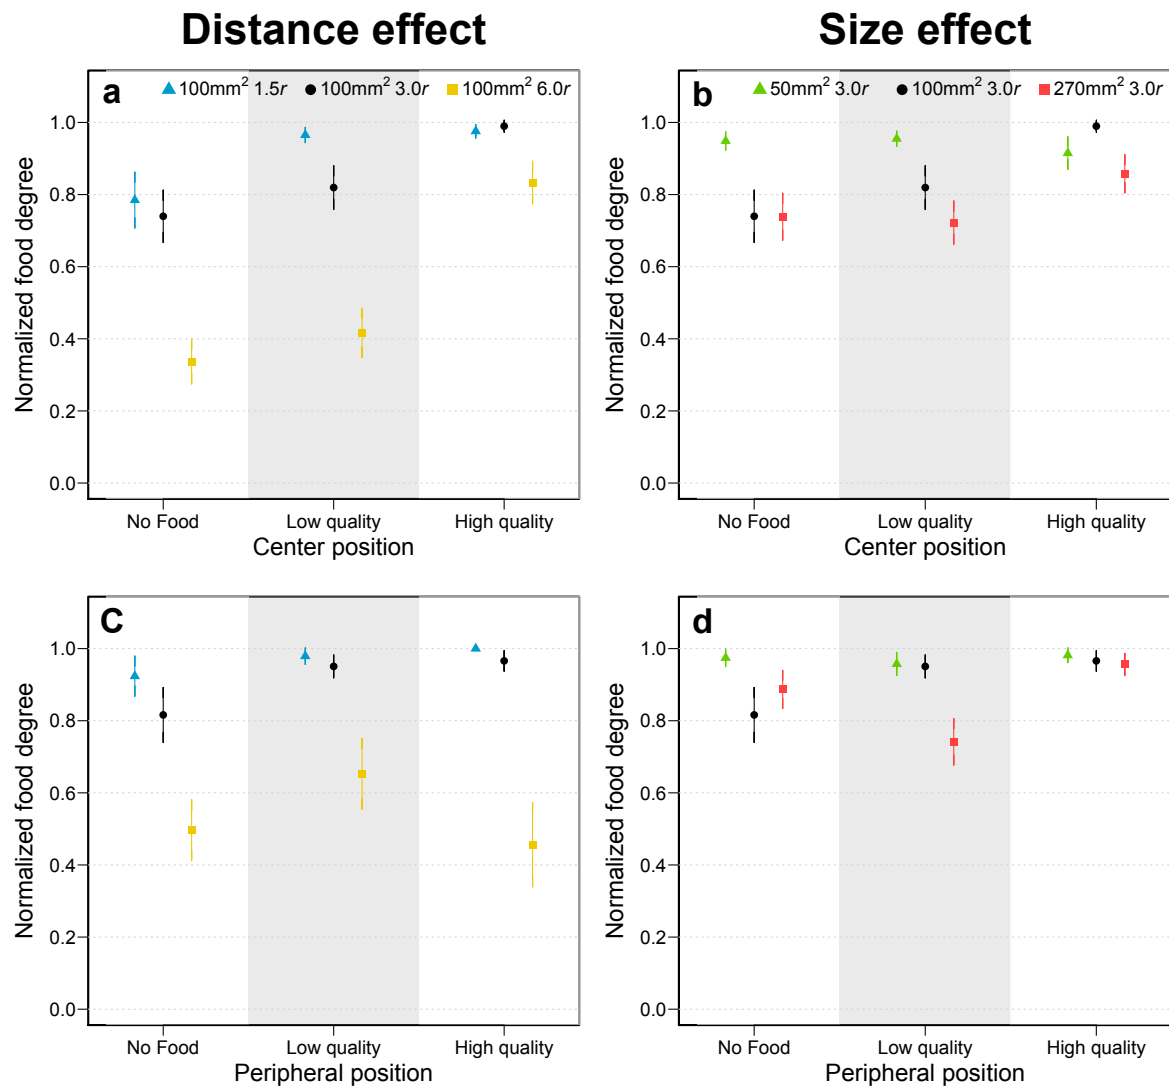 Distance effect
Size effect
a
100mm² 1.5r 100mm² 3.0r 100mm² 6.0r
1.0
0.8
0.6
0.4
0.2
0.0
Normalized food degree
No Food Low quality High quality
Center position
b
50mm² 3.0r 100mm² 3.0r 270mm² 3.0r
1.0
0.8
0.6
0.4
0.2
0.0
Normalized food degree
No Food Low quality High quality
Center position
C
1.0
0.8
0.6
0.4
0.2
0.0
Normalized food degree
No Food Low quality High quality
Peripheral position
d
1.0
0.8
0.6
0.4
0.2
0.0
Normalized food degree
No Food Low quality High quality
Peripheral position